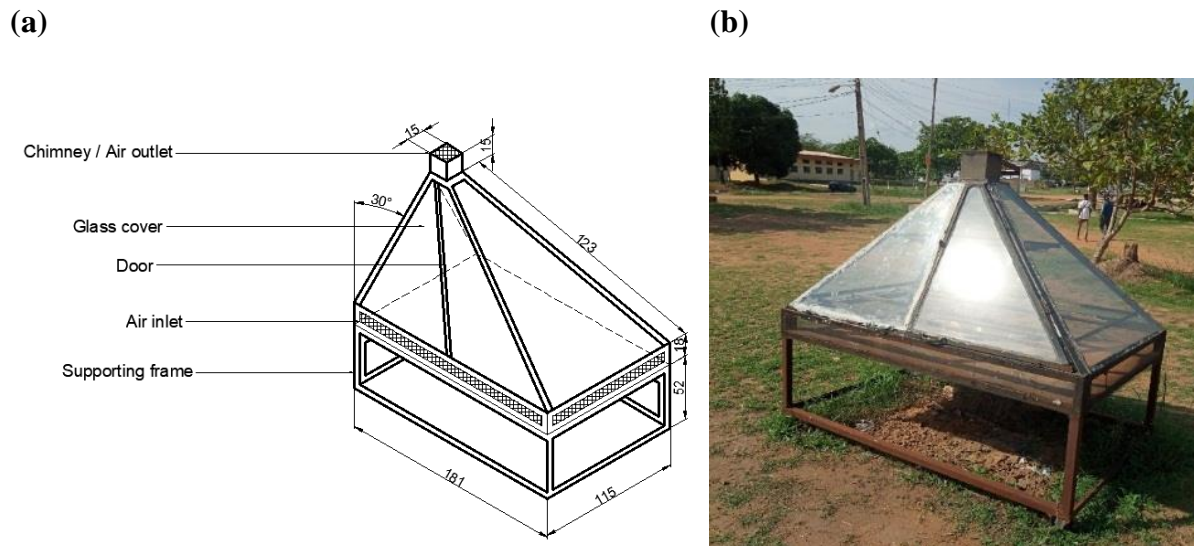 (a)
(b)
15
15
Chimney / Air outlet
30°
Glass cover
123
Door
Air inlet
18
Supporting frame
52
181
115